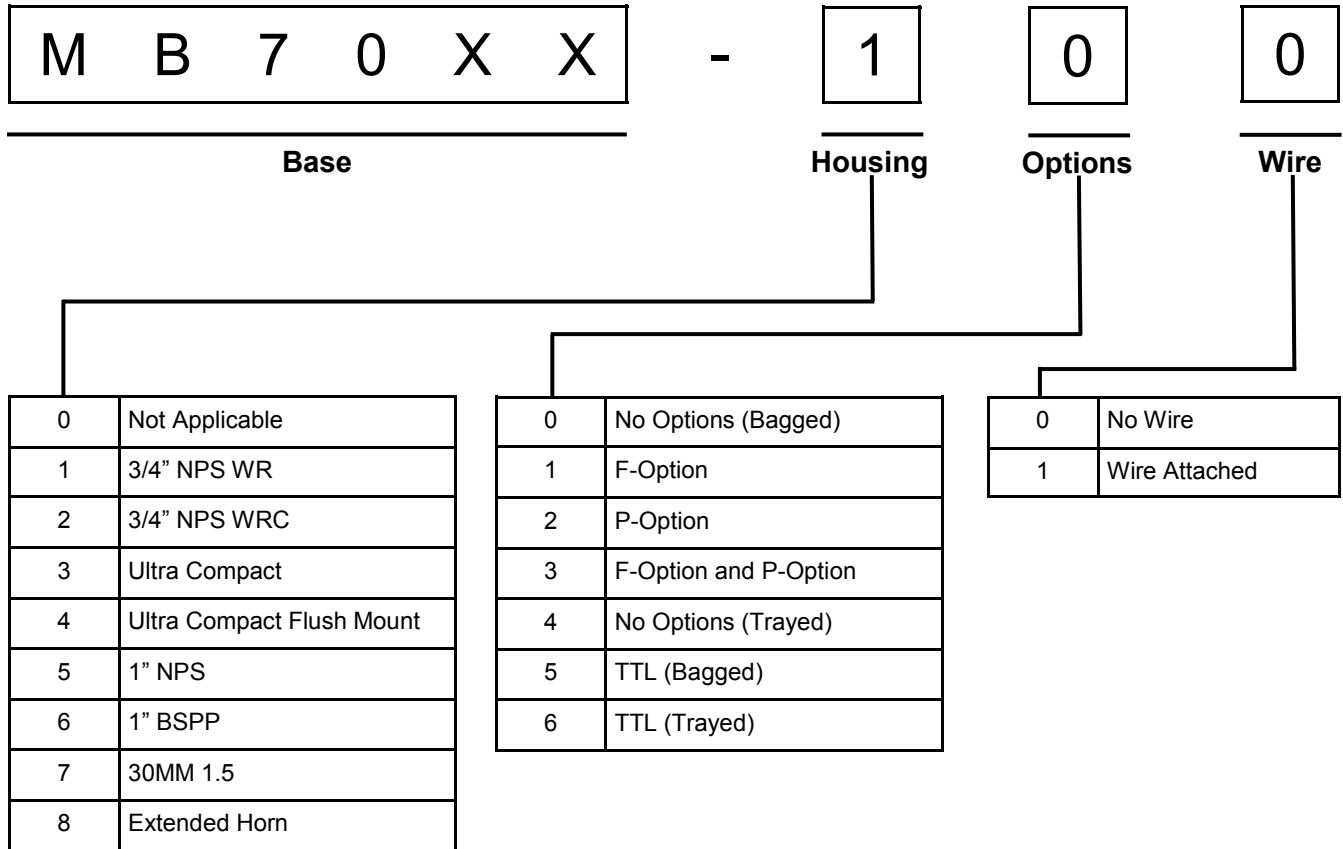 M B 7 0 X X - 1 0 0
Base Housing Options Wire
0 Not Applicable
1 3/4” NPS WR
2 3/4” NPS WRC
3 Ultra Compact
4 Ultra Compact Flush Mount
5 1” NPS
6 1” BSPP
7 30MM 1.5
8 Extended Horn
0 No Options (Bagged)
1 F-Option
2 P-Option
3 F-Option and P-Option
4 No Options (Trayed)
5 TTL (Bagged)
6 TTL (Trayed)
0 No Wire
1 Wire Attached